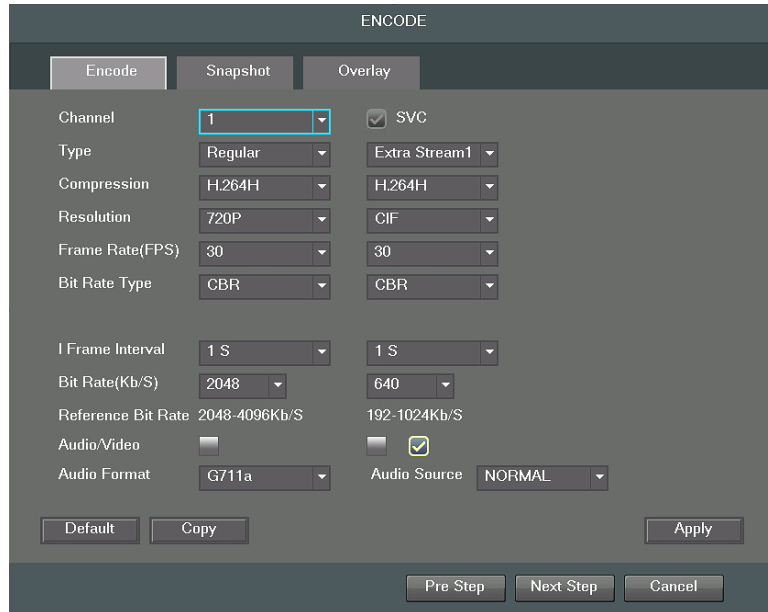 ENCODE
Encode Snapshot Overlay
Channel 1 SVC
Type Regular Extra Stream1
Compression H.264H H.264H
Resolution 720P CIF
Frame Rate(FPS) 30 30
Bit Rate Type CBR CBR
I Frame Interval 1 S 1 S
Bit Rate(Kb/S) 2048 640
Reference Bit Rate 2048-4096Kb/S 192-1024Kb/S
Audio/Video
Audio Format G711a Audio Source NORMAL
Default Copy Apply
Pre Step Next Step Cancel